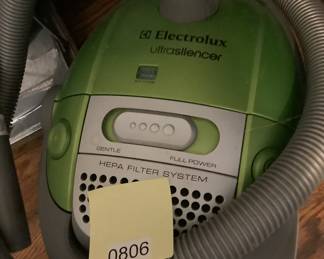 Electrolux
ultrasilencer
GENTLE
FULL POWER
HEPA FILTER SYSTEM
0806